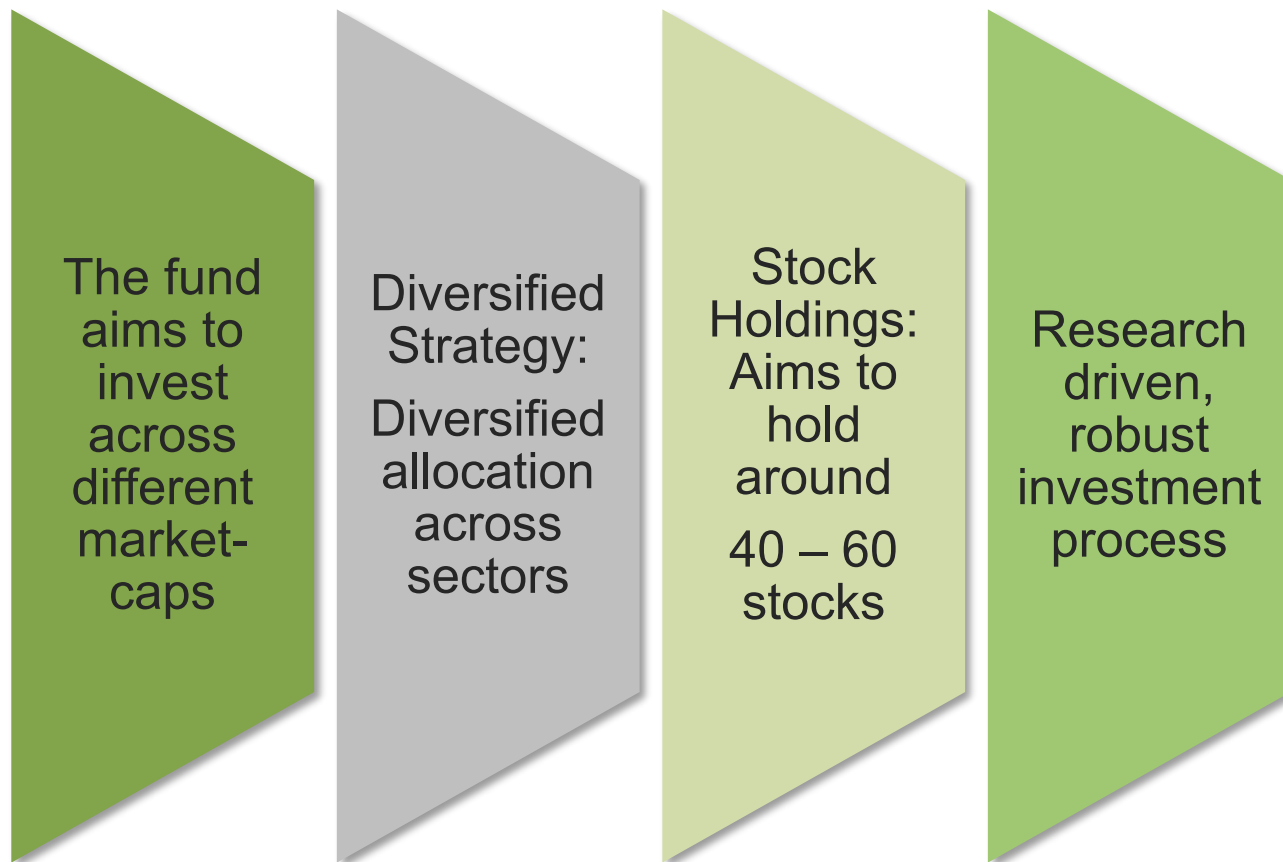 The fund
aims to
invest
across
different
market-
caps
Diversified
Strategy:
Diversified
allocation
across
sectors
Stock
Holdings:
Aims to
hold
around
40 – 60
stocks
Research
driven,
robust
investment
process